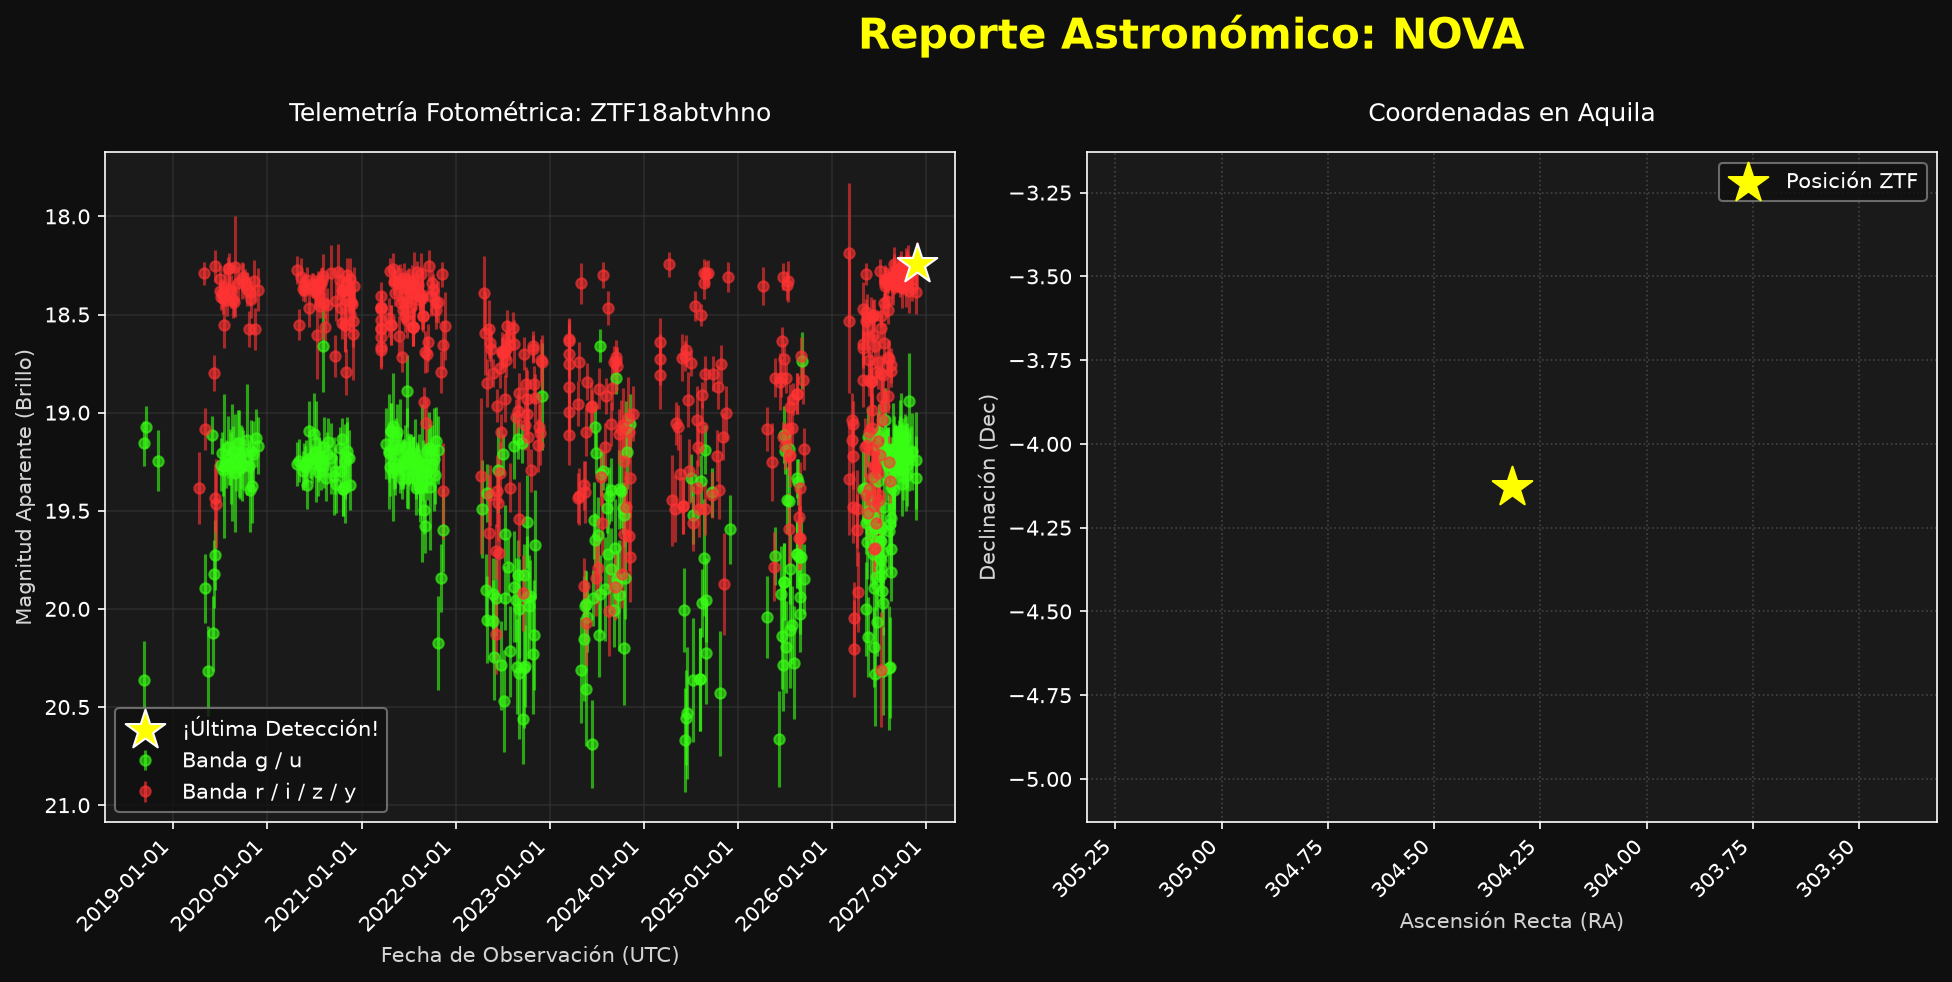 Reporte Astronómico: NOVA
Telemetría Fotométrica: ZTF18abtvhno
Magnitud Aparente (Brillo)
18.0
18.5
19.0
19.5
20.0
20.5
21.0
¡Última Detección!
Banda g / u
Banda r / i / z / y
2019-01-01
2020-01-01
2021-01-01
2022-01-01
2023-01-01
2024-01-01
2025-01-01
2026-01-01
2027-01-01
Fecha de Observación (UTC)
Coordenadas en Aquila
Declinación (Dec)
−3.25
−3.50
−3.75
−4.00
−4.25
−4.50
−4.75
−5.00
Posición ZTF
305.25
305.00
304.75
304.50
304.25
304.00
303.75
303.50
Ascensión Recta (RA)